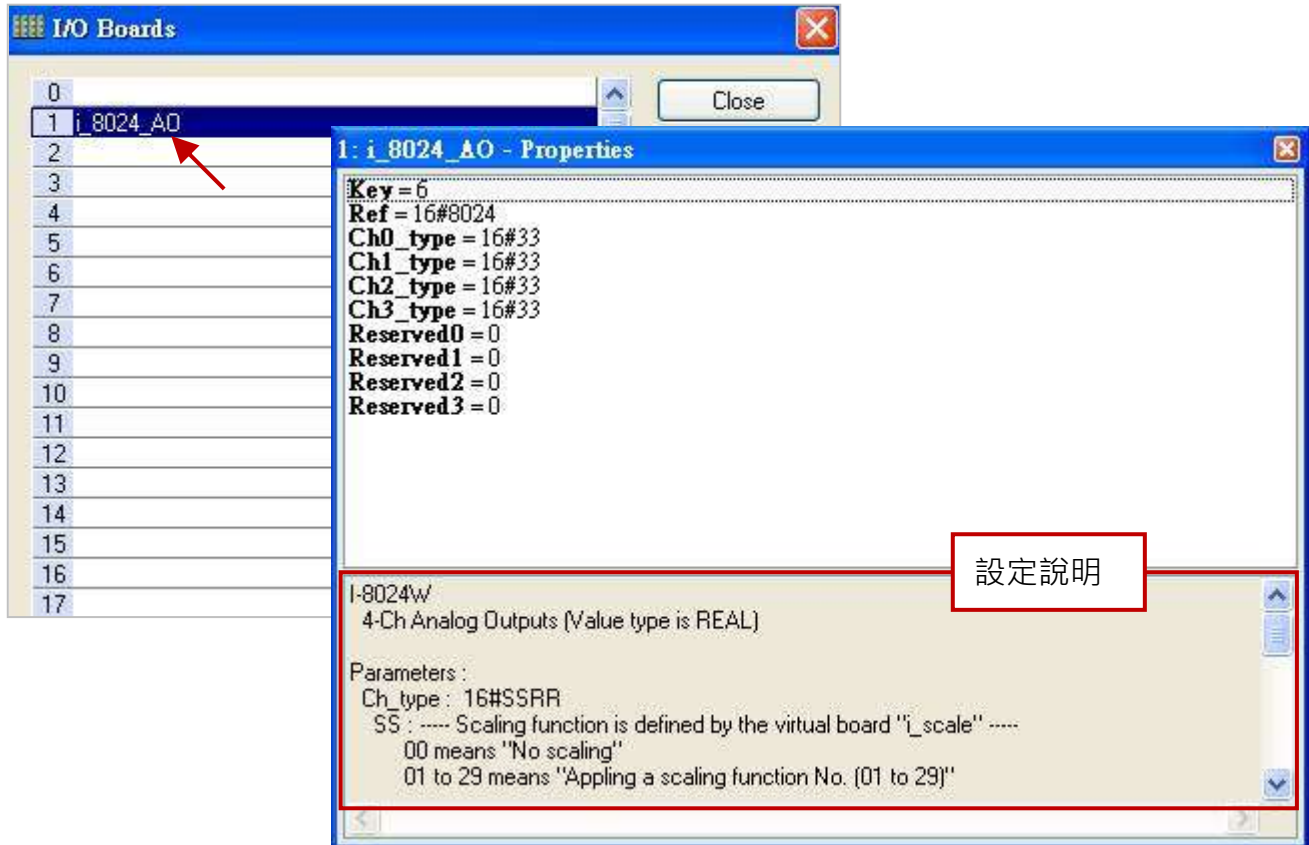 I/O Boards
0
1 i_8024_AO
2
3
4
5
6
7
8
9
10
11
12
13
14
15
16
17
Close
1: i_8024_AO - Properties
Key = 6
Ref = 16#8024
Ch0_type = 16#33
Ch1_type = 16#33
Ch2_type = 16#33
Ch3_type = 16#33
Reserved0 = 0
Reserved1 = 0
Reserved2 = 0
Reserved3 = 0
設定說明
I-8024W
4-Ch Analog Outputs (Value type is REAL)
Parameters :
Ch_type : 16#SSRR
SS : ----- Scaling function is defined by the virtual board "i_scale" -----
00 means "No scaling"
01 to 29 means "Appling a scaling function No. (01 to 29)"